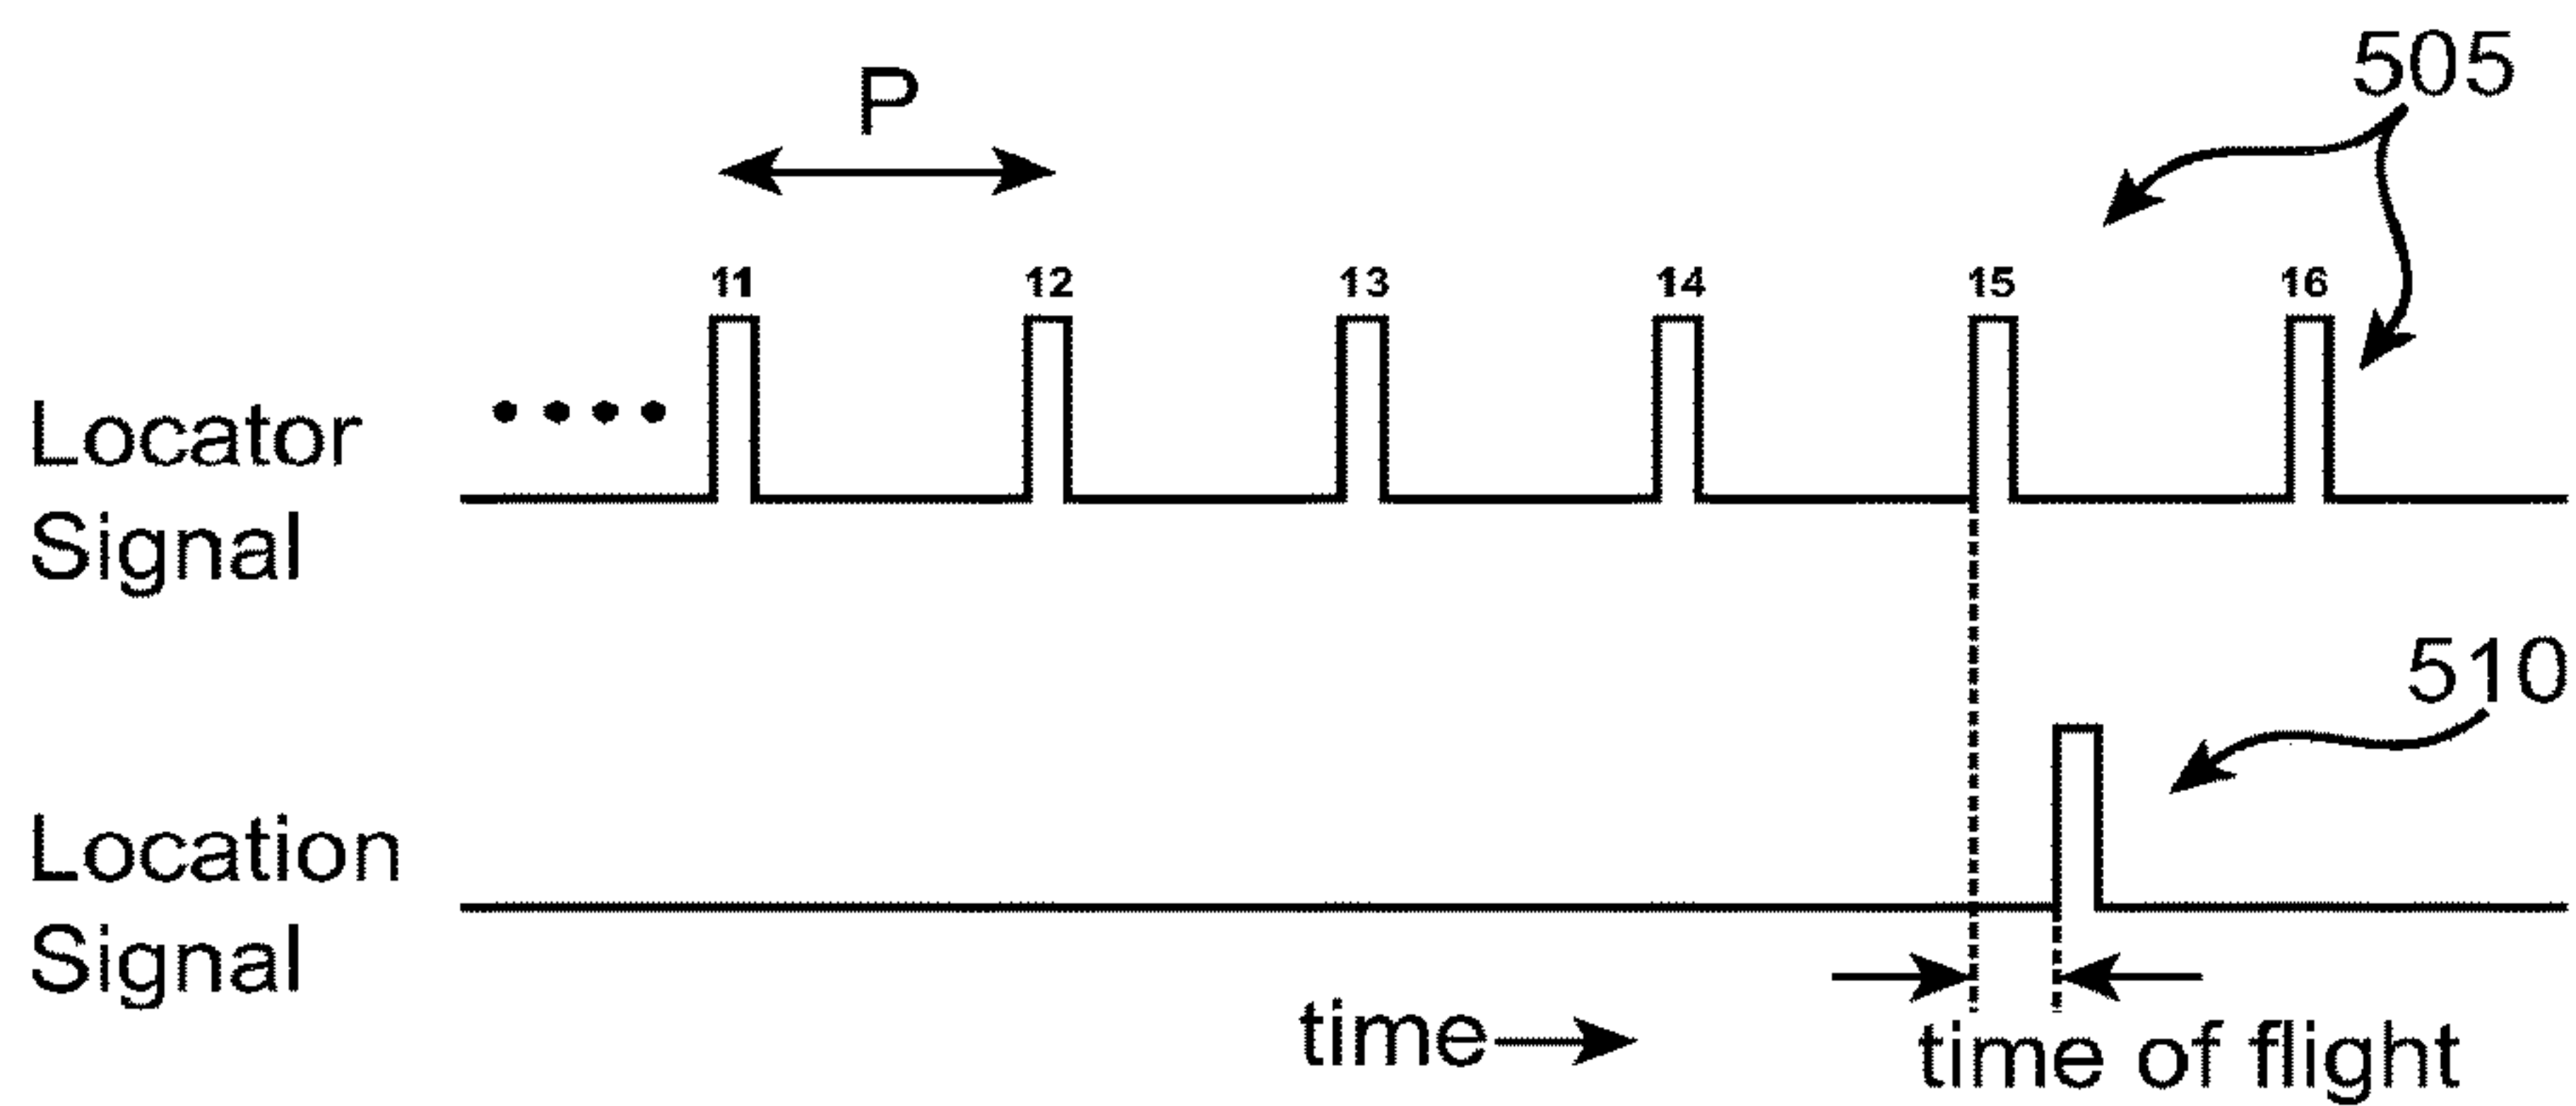 505
P
11 12 13 14 15 16
Locator
Signal
510
Location
Signal
time
time of flight